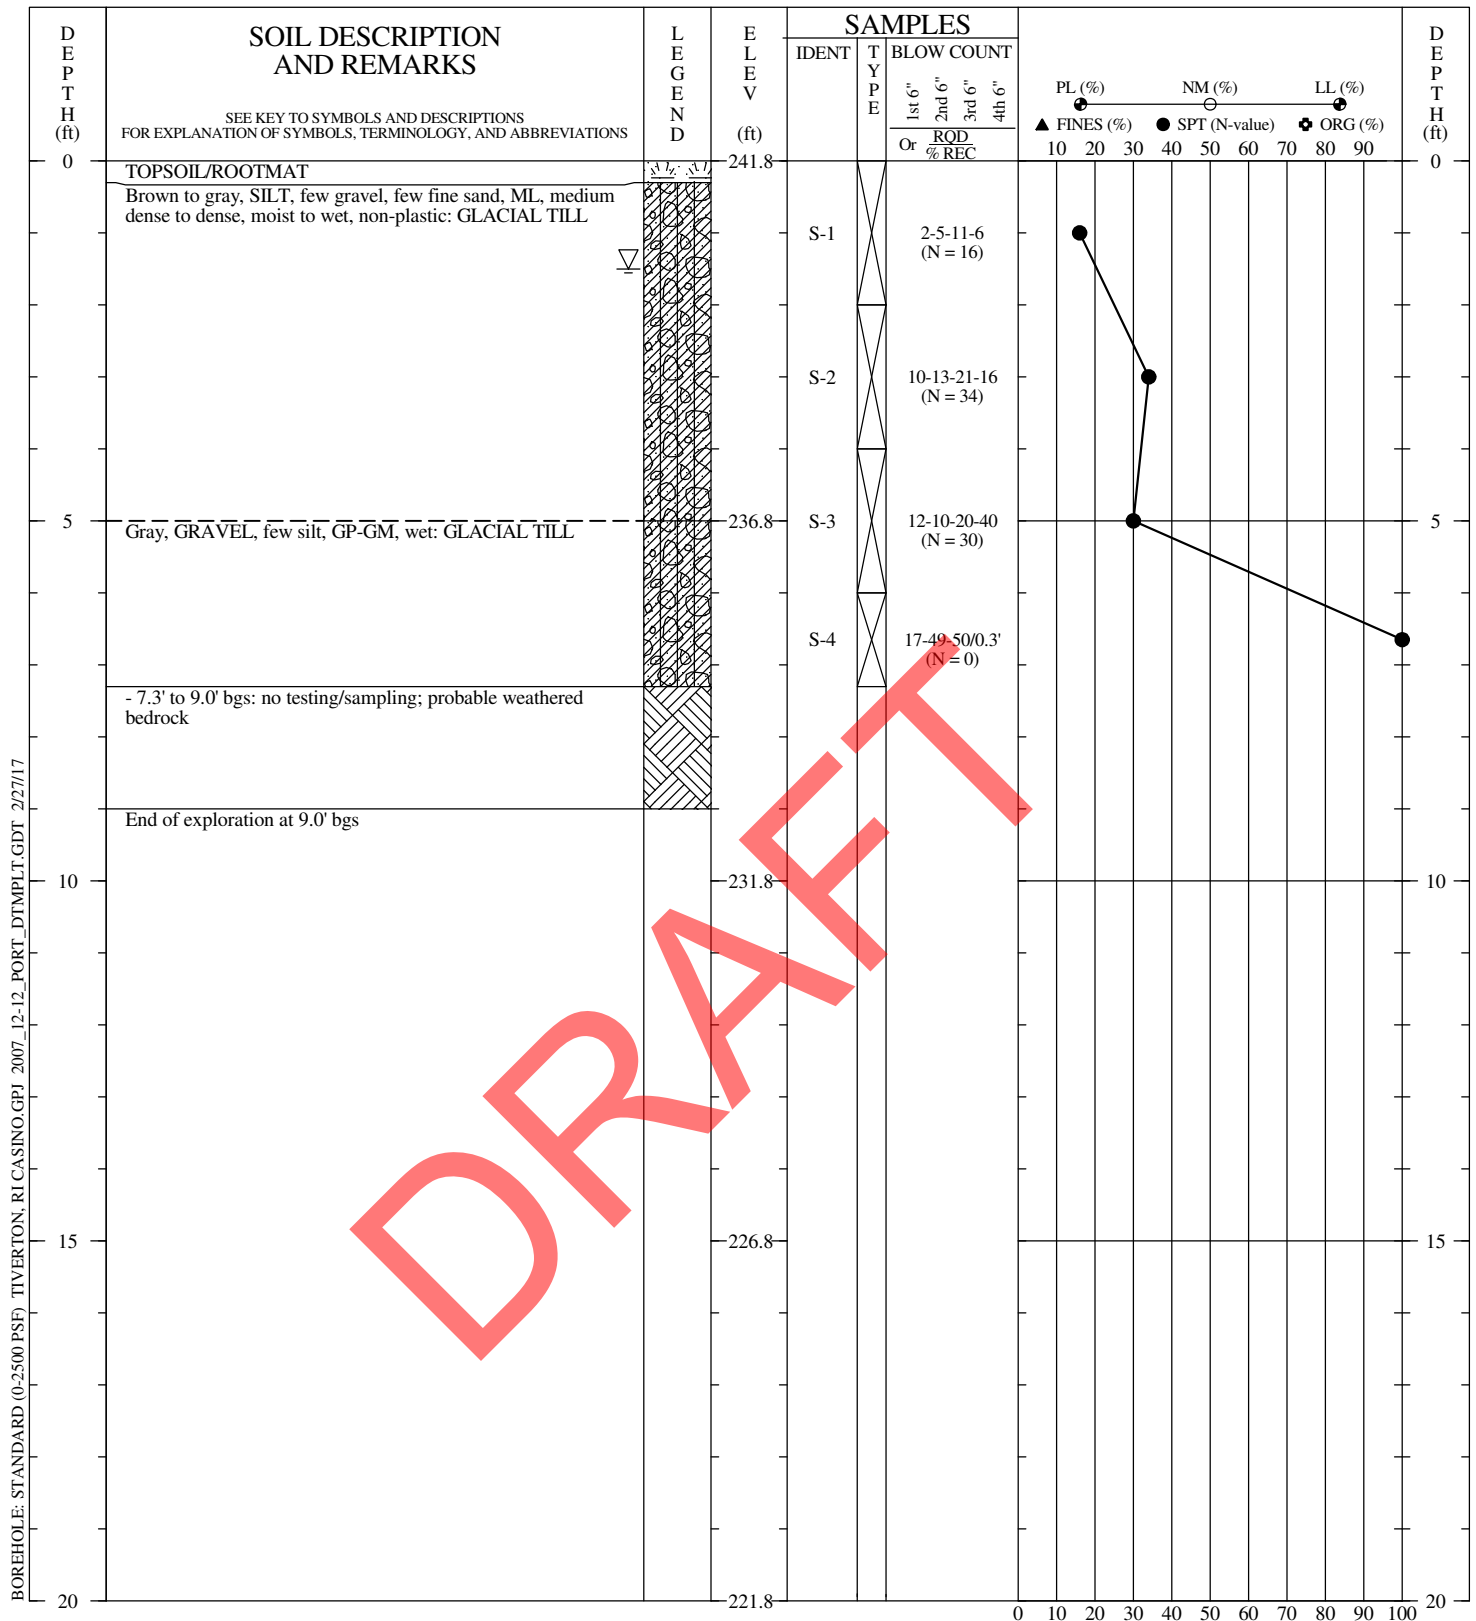 DEPTH
(ft)
SOIL DESCRIPTION
AND REMARKS
SEE KEY TO SYMBOLS AND DESCRIPTIONS
FOR EXPLANATION OF SYMBOLS, TERMINOLOGY, AND ABBREVIATIONS
LEGEND
ELEV
(ft)
SAMPLES
IDENT
TYPE
BLOW COUNT
1st 6"
2nd 6"
3rd 6"
4th 6"
Or RQD
% REC
PL (%) NM (%) LL (%)
FINES (%) SPT (N-value) ORG (%)
10 20 30 40 50 60 70 80 90
DEPTH
(ft)
0 TOPSOIL/ROOTMAT 241.8 0
Brown to gray, SILT, few gravel, few fine sand, ML, medium
dense to dense, moist to wet, non-plastic: GLACIAL TILL
S-1 2-5-11-6
(N = 16)
S-2 10-13-21-16
(N = 34)
5 236.8 S-3 12-10-20-40 5
(N = 30)
Gray, GRAVEL, few silt, GP-GM, wet: GLACIAL TILL
S-4 17-49-50/0.3'
(N = 0)
- 7.3' to 9.0' bgs: no testing/sampling; probable weathered
bedrock
End of exploration at 9.0' bgs
10 231.8 10
15 226.8 15
20 221.8 20
0 10 20 30 40 50 60 70 80 90 100
DRAFT
BOREHOLE: STANDARD (0-2500 PSF) TIVERTON, RI CASINO.GPJ 2007_12-12_PORT_DTMPLT.GDT 2/27/17